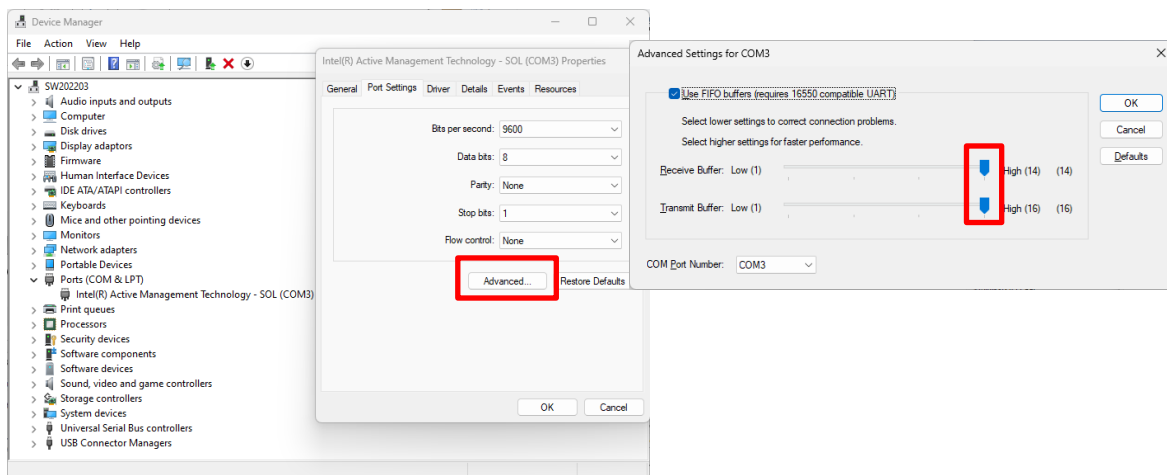 Device Manager
File Action View Help
SW202203
Audio inputs and outputs
Computer
Disk drives
Display adaptors
Firmware
Human Interface Devices
IDE ATA/ATAPI controllers
Keyboards
Mice and other pointing devices
Monitors
Network adapters
Portable Devices
Ports (COM & LPT)
Intel(R) Active Management Technology - SOL (COM3)
Print queues
Processors
Security devices
Software components
Software devices
Sound, video and game controllers
Storage controllers
System devices
Universal Serial Bus controllers
USB Connector Managers
Intel(R) Active Management Technology - SOL (COM3) Properties
General Port Settings Driver Details Events Resources
Bits per second: 9600
Data bits: 8
Parity: None
Stop bits: 1
Flow control: None
Advanced... Restore Defaults
OK Cancel
Advanced Settings for COM3
Use FIFO buffers (requires 16550 compatible UART)
Select lower settings to correct connection problems.
Select higher settings for faster performance.
Receive Buffer: Low (1) High (14) (14)
Transmit Buffer: Low (1) High (16) (16)
COM Port Number: COM3
OK
Cancel
Defaults